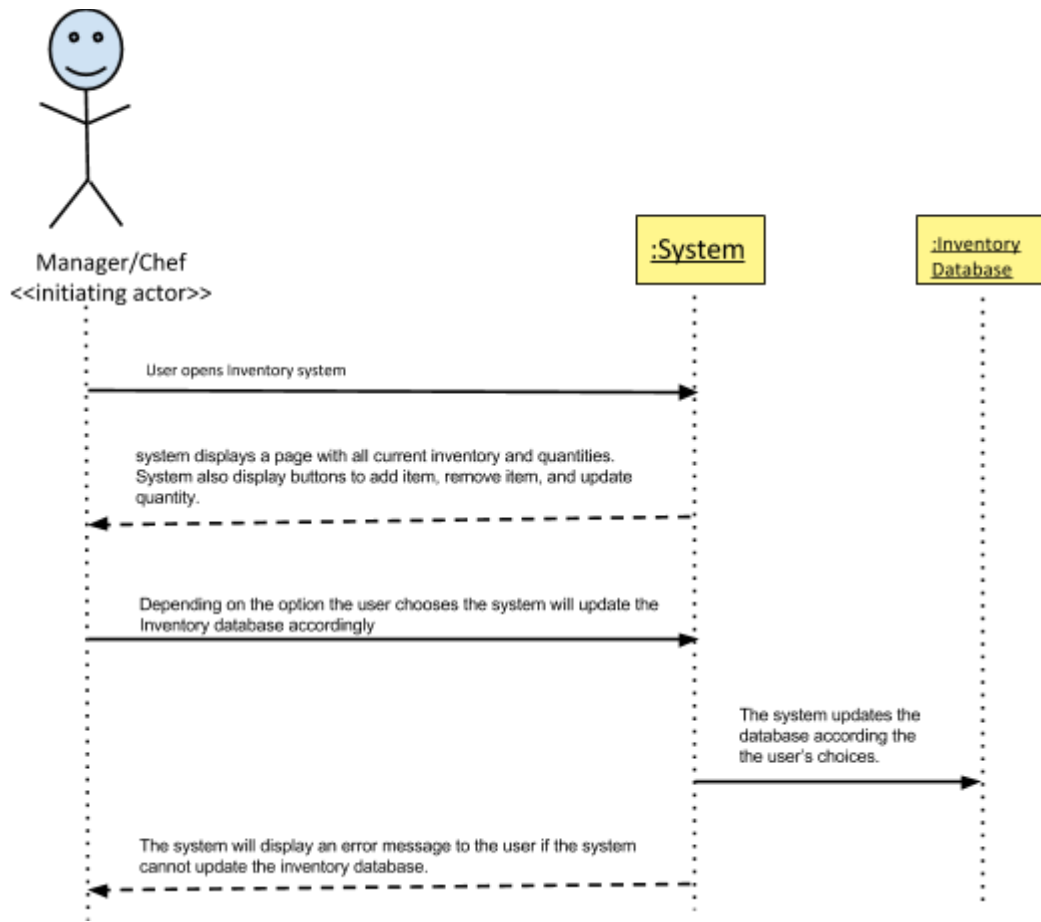 Manager/Chef
<<initiating actor>>
:System
:Inventory
Database
User opens Inventory system
system displays a page with all current inventory and quantities.
System also display buttons to add item, remove item, and update
quantity.
Depending on the option the user chooses the system will update the
Inventory database accordingly
The system updates the
database according the
the user's choices.
The system will display an error message to the user if the system
cannot update the inventory database.